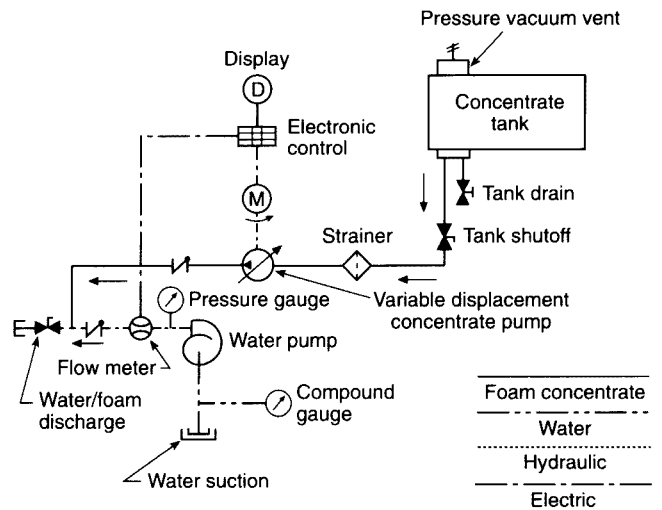 Pressure vacuum vent
Display
D
Concentrate
tank
Electronic
control
M
Tank drain
Strainer
Tank shutoff
Pressure gauge
Variable displacement
concentrate pump
Water pump
Flow meter
Water/foam
discharge
Compound
gauge
Water suction
Foam concentrate
Water
Hydraulic
Electric